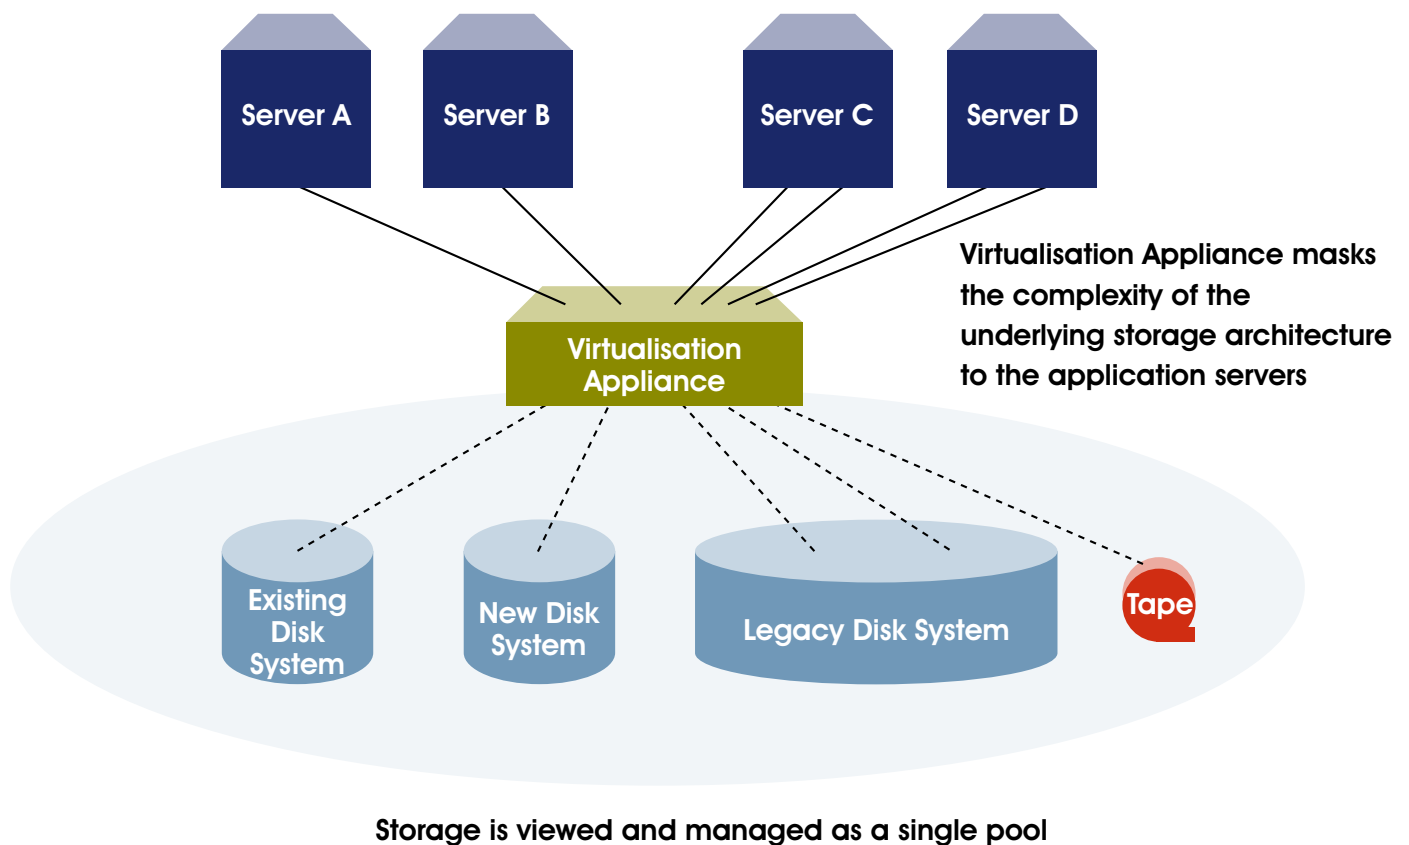 Server A
Server B
Server C
Server D
Virtualisation Appliance masks
the complexity of the
underlying storage architecture
to the application servers
Virtualisation
Appliance
Existing
Disk
System
New Disk
System
Legacy Disk System
Tape
Storage is viewed and managed as a single pool